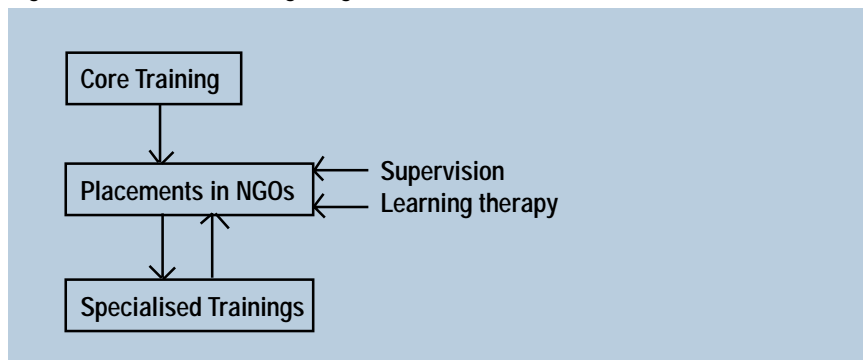 Core Training
Placements in NGOs
Supervision
Learning therapy
Specialised Trainings